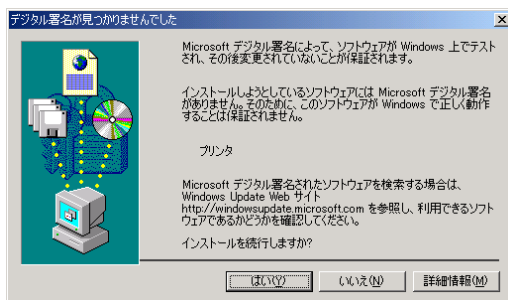 デジタル署名が見つかりませんでした
Microsoft デジタル署名によって、ソフトウェアが Windows 上でテスト
され、その後変更されていないことが保証されます。
インストールしようとしているソフトウェアには Microsoft デジタル署名
がありません。そのために、このソフトウェアが Windows で正しく動作
することは保証されません。
プリンタ
Microsoft デジタル署名されたソフトウェアを検索する場合は、
Windows Update Web サイト
http://windowsupdate.microsoft.com を参照し、利用できるソフト
ウェアであるかどうかを確認してください。
インストールを続行しますか?
はい(Y) いいえ(N) 詳細情報(M)